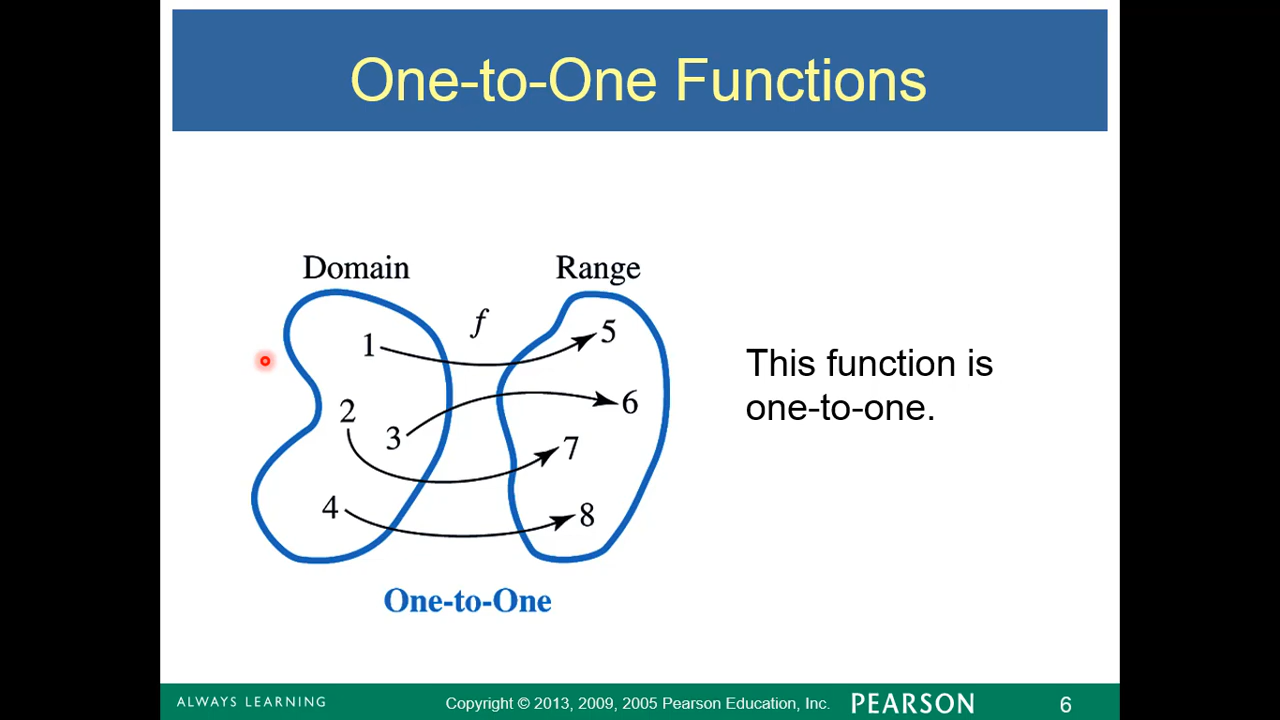 One-to-One Functions
Domain
Range
f
1
5
2
3
6
7
4
8
One-to-One
This function is
one-to-one.
ALWAYS LEARNING
Copyright © 2013, 2009, 2005 Pearson Education, Inc.
PEARSON
6